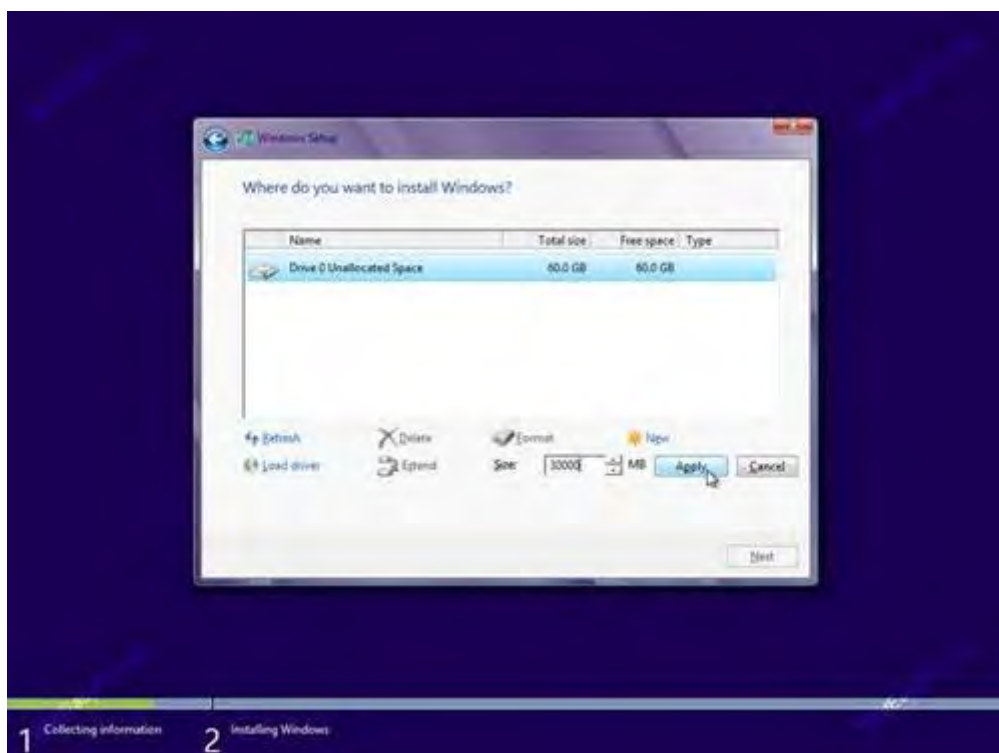 Windows Setup
Where do you want to install Windows?
Name Total size Free space Type
Drive 0 Unallocated Space 60.0 GB 60.0 GB
Refresh Delete Format New
Load driver Extend Size: 30000 MB Apply Cancel
Next
1 Collecting information 2 Installing Windows